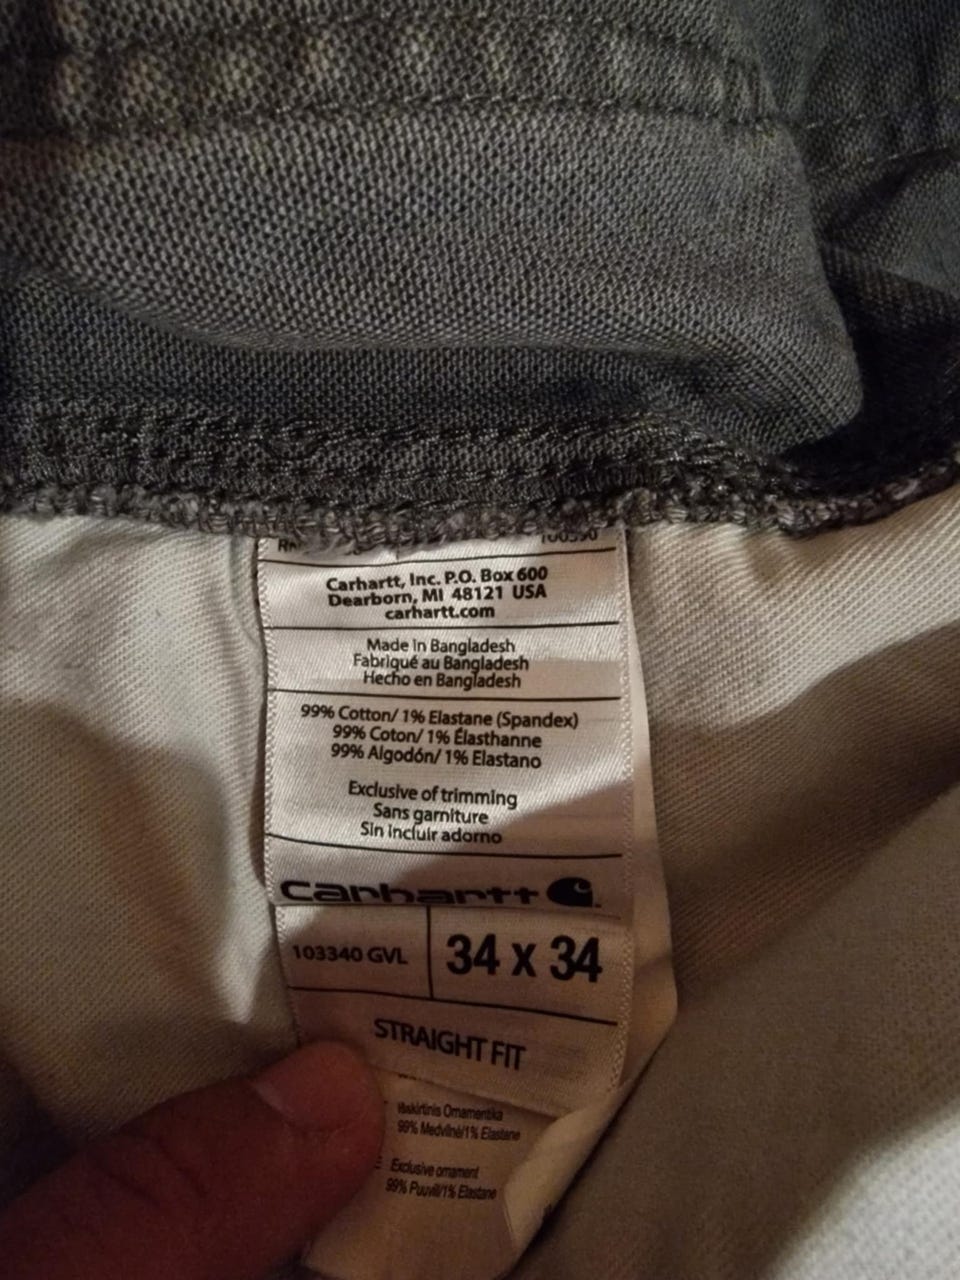 Carhartt, Inc. P.O. Box 600
Dearborn, MI 48121 USA
carhartt.com
Made in Bangladesh
Fabriqué au Bangladesh
Hecho en Bangladesh
99% Cotton/ 1% Elastane (Spandex)
99% Coton/ 1% Élasthanne
99% Algodón/ 1% Elastano
Exclusive of trimming
Sans garniture
Sin incluir adorno
carhartt
103340 GVL
34 x 34
STRAIGHT FIT
Išskirtinis Ornamentika
99% Medvilnė/1% Elastane
Exclusive ornament
99% Puuvill/1% Elastane